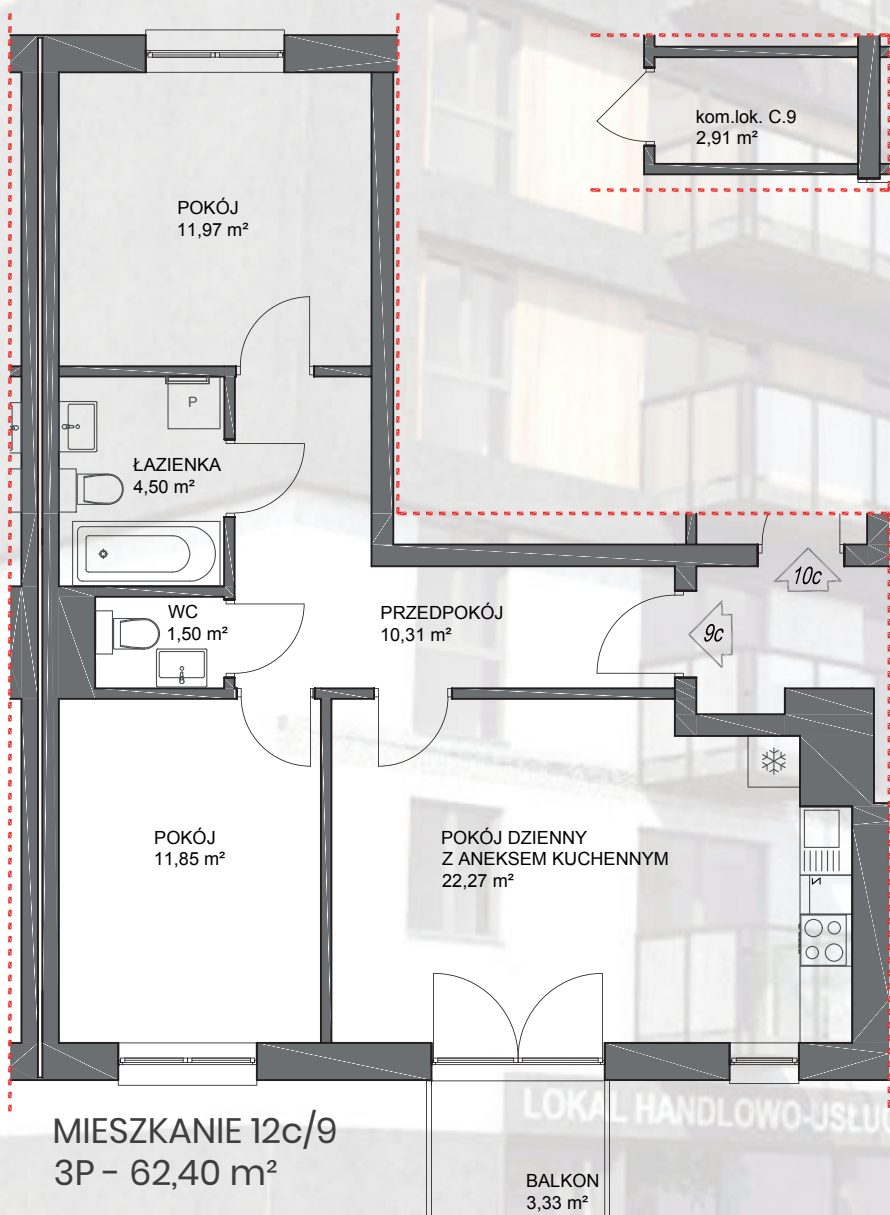 kom.lok. C.9
2,91 m²
POKÓJ
11,97 m²
P
ŁAZIENKA
4,50 m²
WC
1,50 m²
PRZEDPOKÓJ
10,31 m²
10c
9c
POKÓJ
11,85 m²
POKÓJ DZIENNY
Z ANEKSEM KUCHENNYM
22,27 m²
LOKAL HANDLOWO-USŁUG
MIESZKANIE 12c/9
3P - 62,40 m²
BALKON
3,33 m²